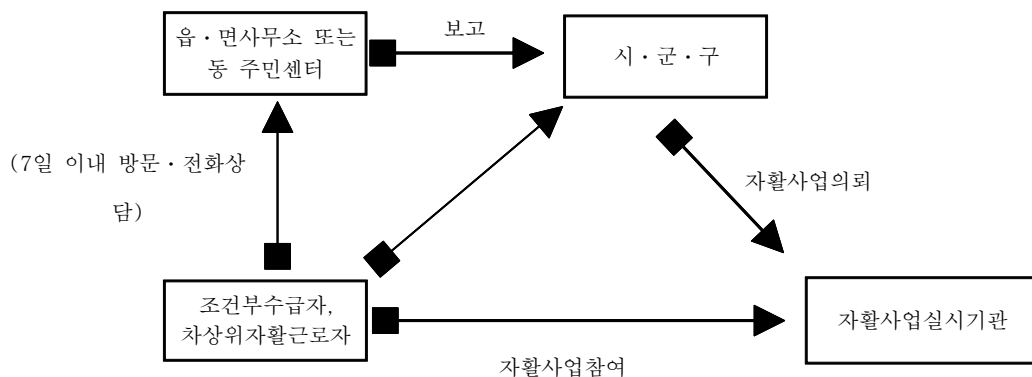 읍·면사무소 또는
동 주민센터
보고
시·군·구
(7일 이내 방문·전화상
담)
자활사업의뢰
조건부수급자,
차상위자활근로자
자활사업실시기관
자활사업참여